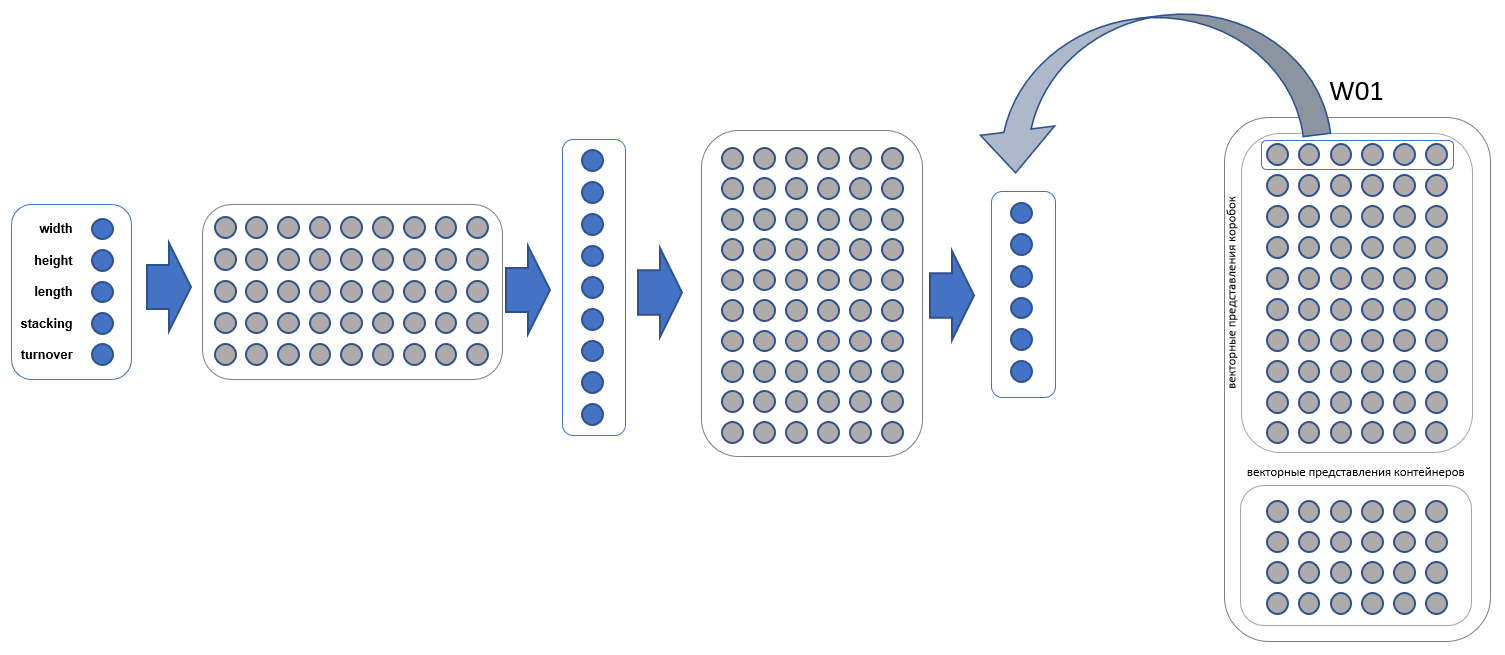 W01
width
height
length
stacking
turnover
векторные представления коробок
векторные представления контейнеров